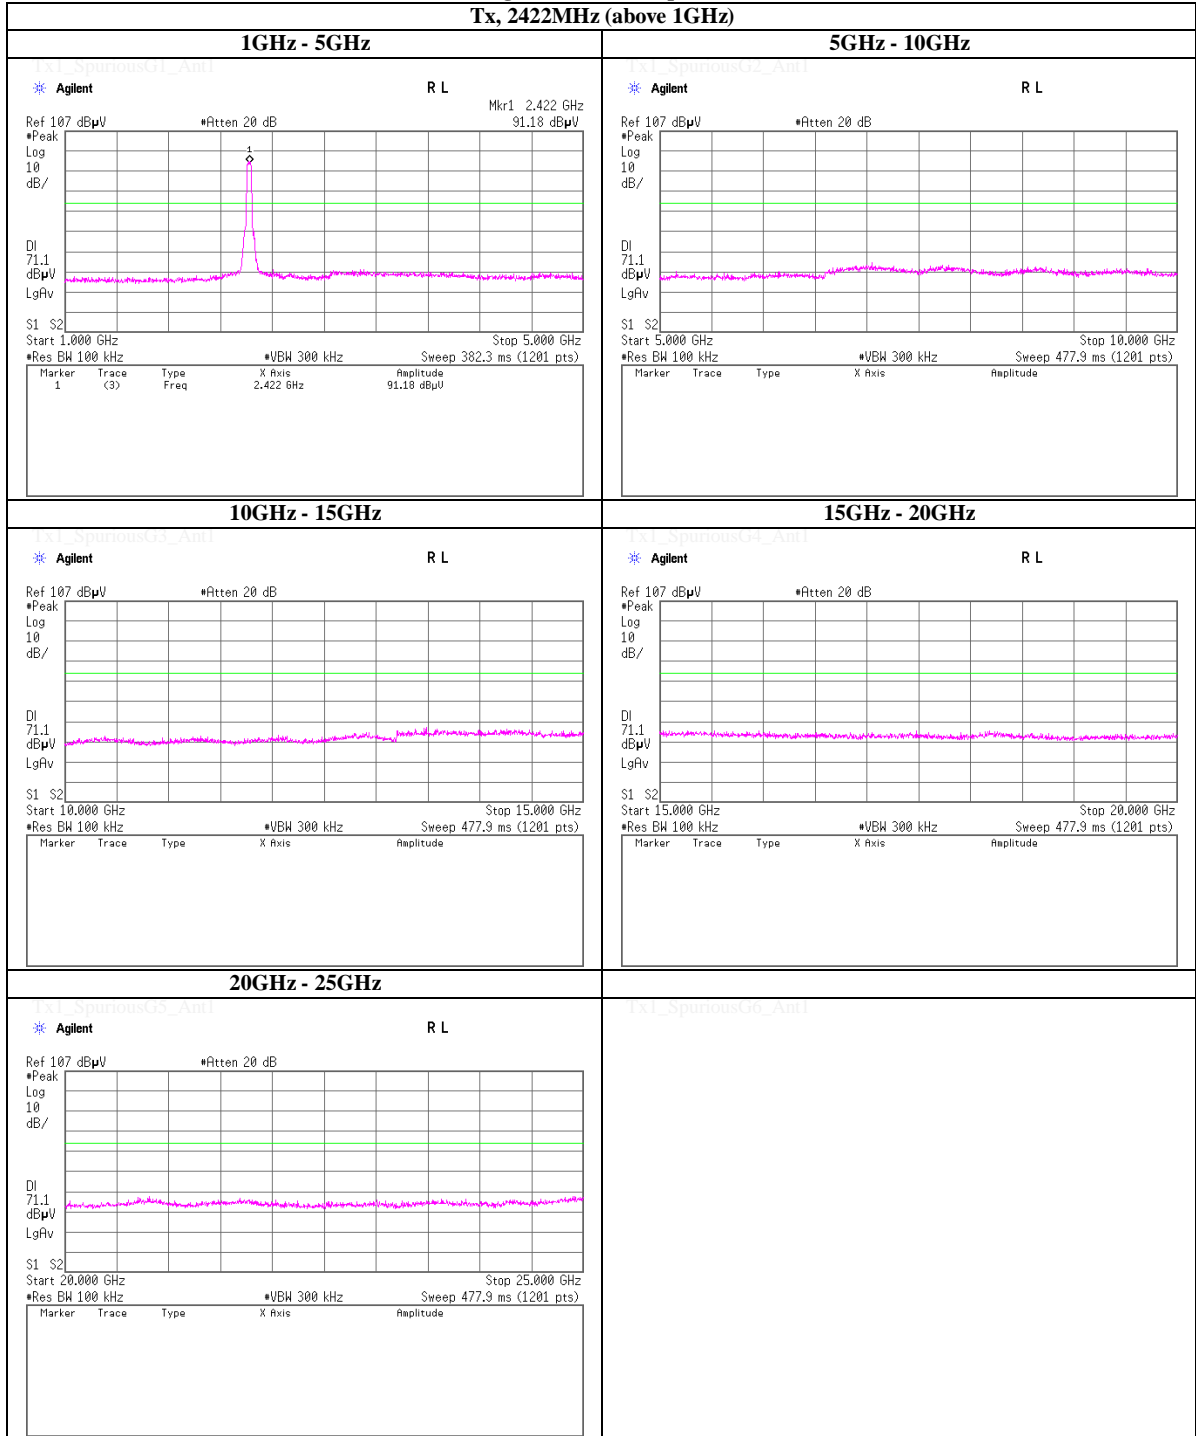 Tx, 2422MHz (above 1GHz)
1GHz - 5GHz
Tx1_SpuriousG1_Ant1
Agilent R L
Mkr1 2.422 GHz
Ref 107 dBµV #Atten 20 dB 91.18 dBµV
#Peak
Log
10
dB/
1
DI
71.1
dBµV
LgAv
S1 S2
Start 1.000 GHz Stop 5.000 GHz
#Res BW 100 kHz #VBW 300 kHz Sweep 382.3 ms (1201 pts)
Marker Trace Type X Axis Amplitude
1 (3) Freq 2.422 GHz 91.18 dBµV
5GHz - 10GHz
Tx1_SpuriousG2_Ant1
Agilent R L
Ref 107 dBµV #Atten 20 dB
#Peak
Log
10
dB/
DI
71.1
dBµV
LgAv
S1 S2
Start 5.000 GHz Stop 10.000 GHz
#Res BW 100 kHz #VBW 300 kHz Sweep 477.9 ms (1201 pts)
Marker Trace Type X Axis Amplitude
10GHz - 15GHz
Tx1_SpuriousG3_Ant1
Agilent R L
Ref 107 dBµV #Atten 20 dB
#Peak
Log
10
dB/
DI
71.1
dBµV
LgAv
S1 S2
Start 10.000 GHz Stop 15.000 GHz
#Res BW 100 kHz #VBW 300 kHz Sweep 477.9 ms (1201 pts)
Marker Trace Type X Axis Amplitude
15GHz - 20GHz
Tx1_SpuriousG4_Ant1
Agilent R L
Ref 107 dBµV #Atten 20 dB
#Peak
Log
10
dB/
DI
71.1
dBµV
LgAv
S1 S2
Start 15.000 GHz Stop 20.000 GHz
#Res BW 100 kHz #VBW 300 kHz Sweep 477.9 ms (1201 pts)
Marker Trace Type X Axis Amplitude
20GHz - 25GHz
Tx1_SpuriousG5_Ant1
Agilent R L
Ref 107 dBµV #Atten 20 dB
#Peak
Log
10
dB/
DI
71.1
dBµV
LgAv
S1 S2
Start 20.000 GHz Stop 25.000 GHz
#Res BW 100 kHz #VBW 300 kHz Sweep 477.9 ms (1201 pts)
Marker Trace Type X Axis Amplitude
Tx1_SpuriousG6_Ant1